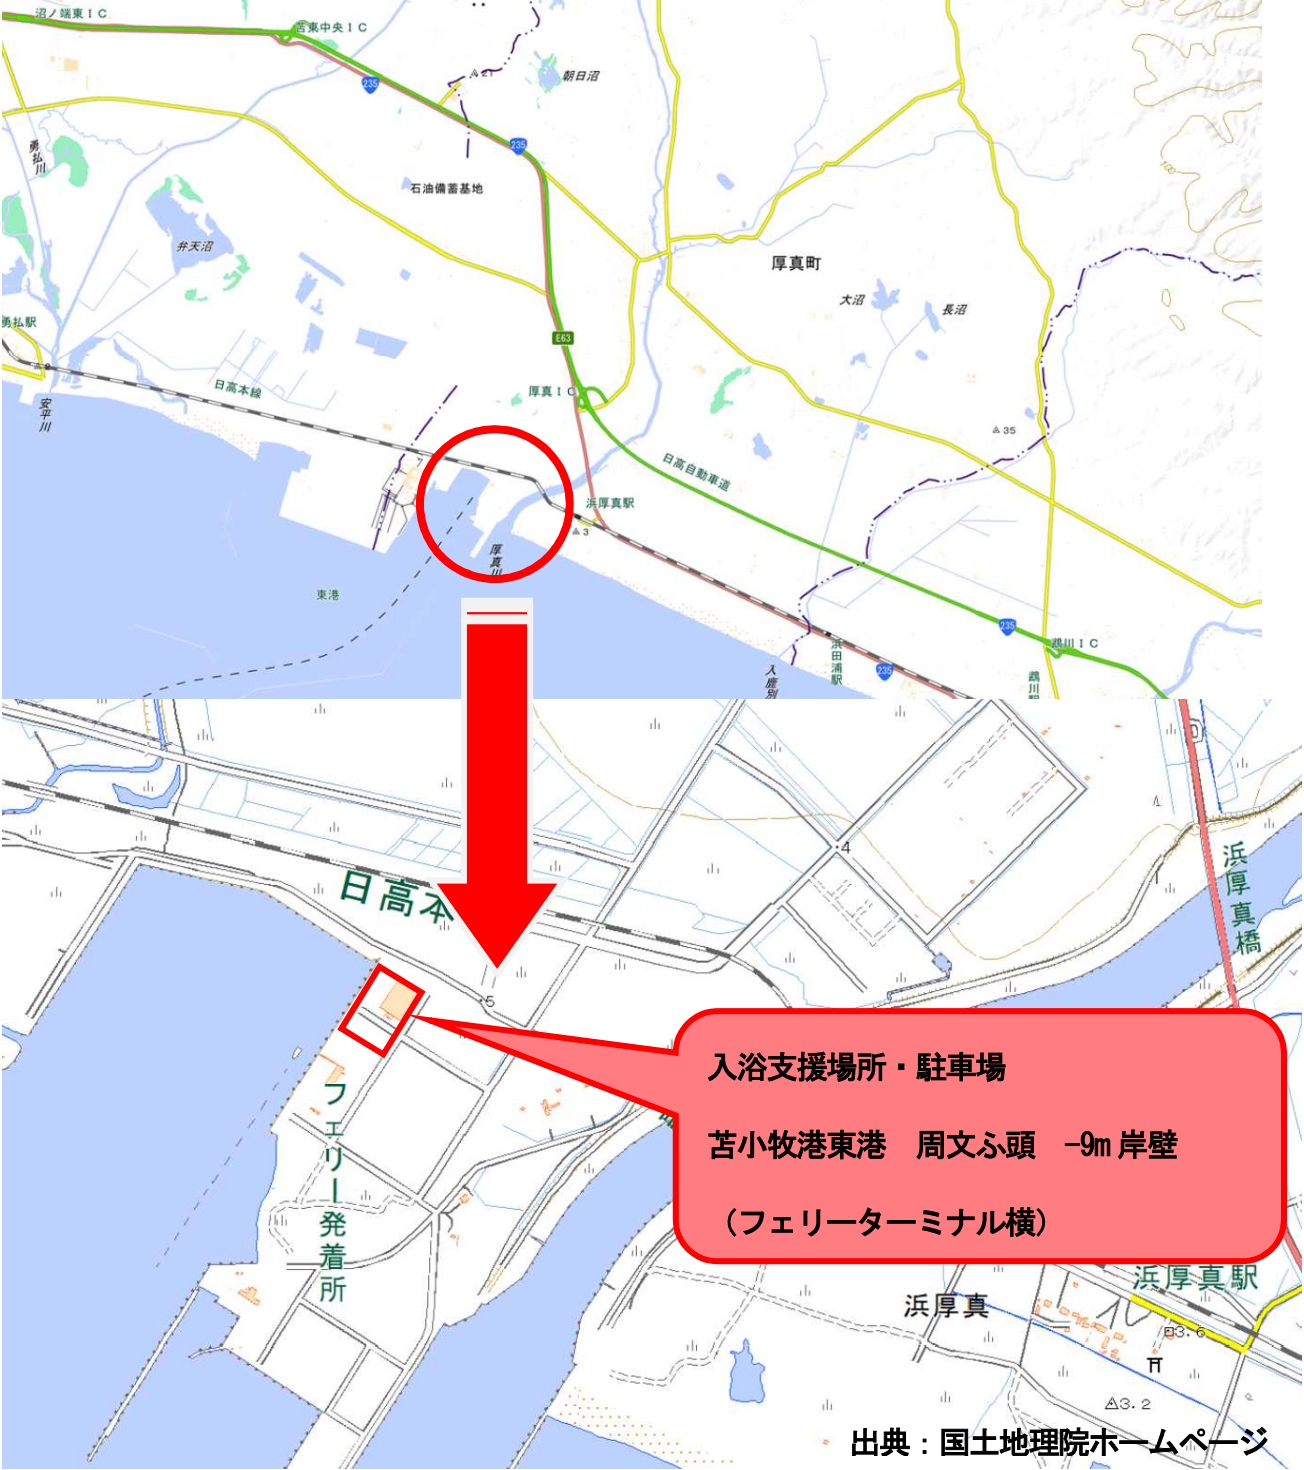 沼ノ端東IC
苫東中央IC
235
21
朝日沼
235
勇払川
石油備蓄基地
弁天沼
厚真町
大沼
長沼
勇払駅
E63
日高本線
厚真IC
安平川
35
日高自動車道
浜厚真駅
3
厚真川
東港
235
鵡川IC
浜田浦駅
235
入鹿別
鵡川駅
4
浜厚真橋
日高本
5
入浴支援場所・駐車場
苫小牧港東港 周文ふ頭 -9m岸壁
（フェリーターミナル横）
フェリー発着所
浜厚真駅
浜厚真
3.6
3.2
出典：国土地理院ホームページ